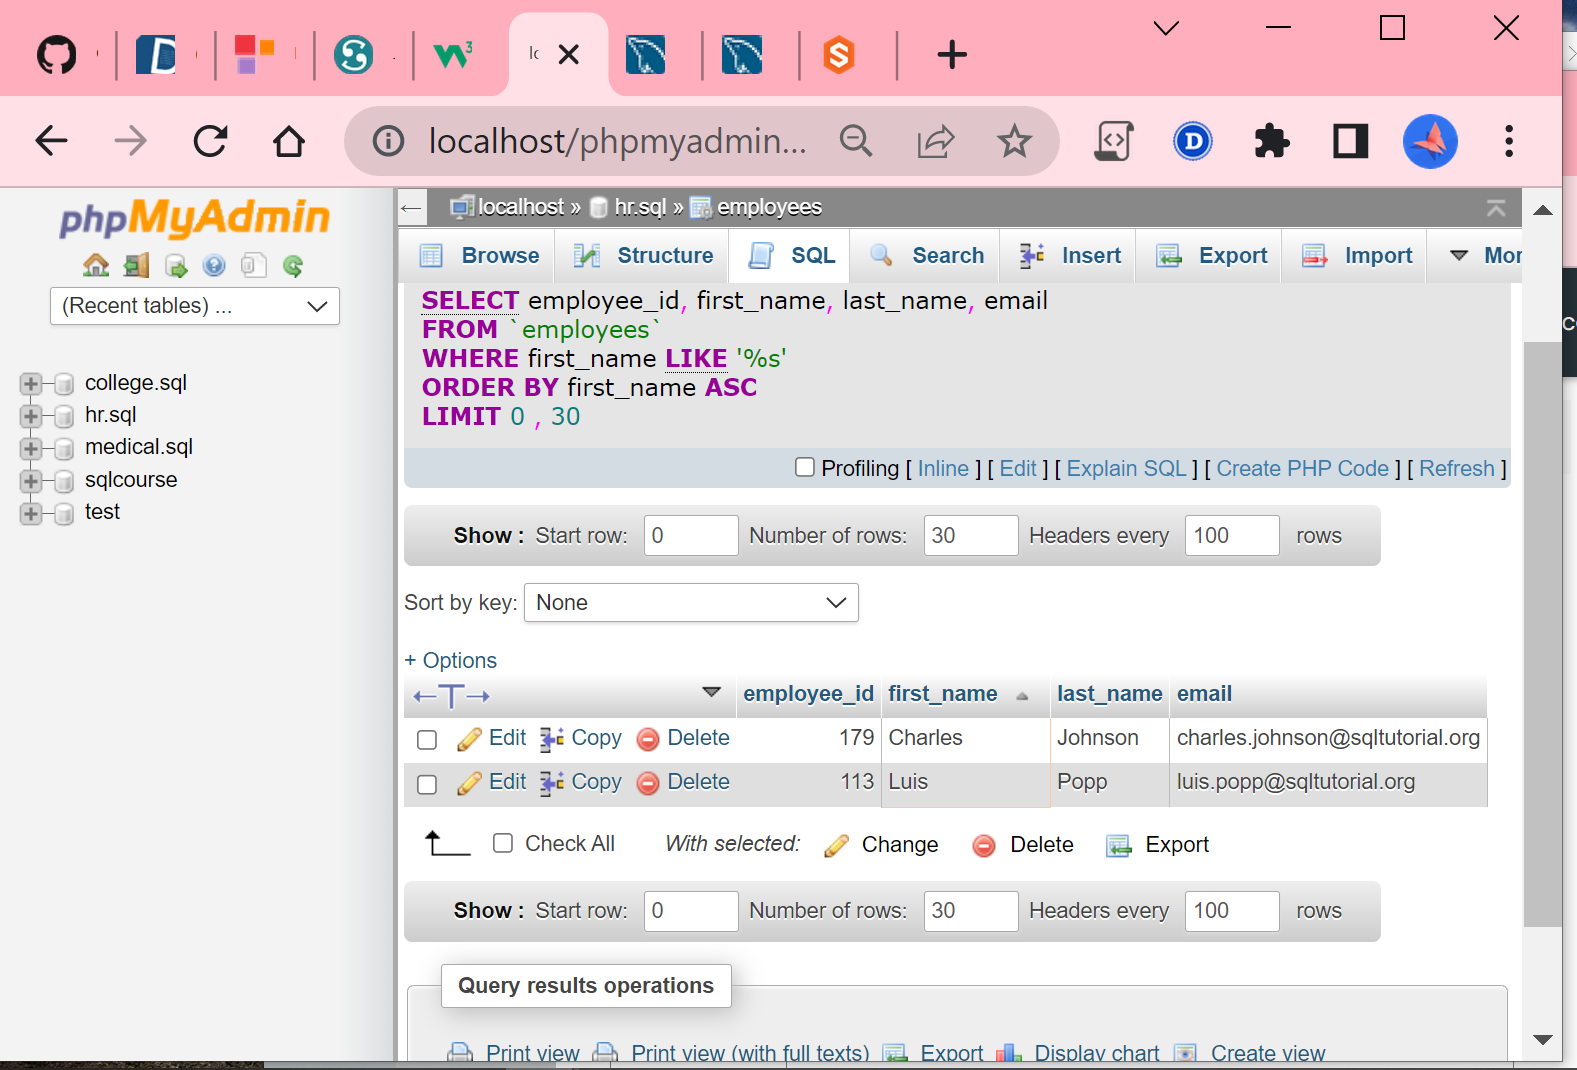 localhost/phpmyadmin...
phpMyAdmin
(Recent tables) ...
college.sql
hr.sql
medical.sql
sqlcourse
test
localhost » hr.sql » employees
Browse Structure SQL Search Insert Export Import Mor
SELECT employee_id, first_name, last_name, email
FROM `employees`
WHERE first_name LIKE '%s'
ORDER BY first_name ASC
LIMIT 0 , 30
Profiling [ Inline ] [ Edit ] [ Explain SQL ] [ Create PHP Code ] [ Refresh ]
Show : Start row: 0 Number of rows: 30 Headers every 100 rows
Sort by key: None
+ Options
employee_id first_name last_name email
Edit Copy Delete 179 Charles Johnson charles.johnson@sqltutorial.org
Edit Copy Delete 113 Luis Popp luis.popp@sqltutorial.org
Check All With selected: Change Delete Export
Show : Start row: 0 Number of rows: 30 Headers every 100 rows
Query results operations
Print view Print view (with full texts) Export Display chart Create view